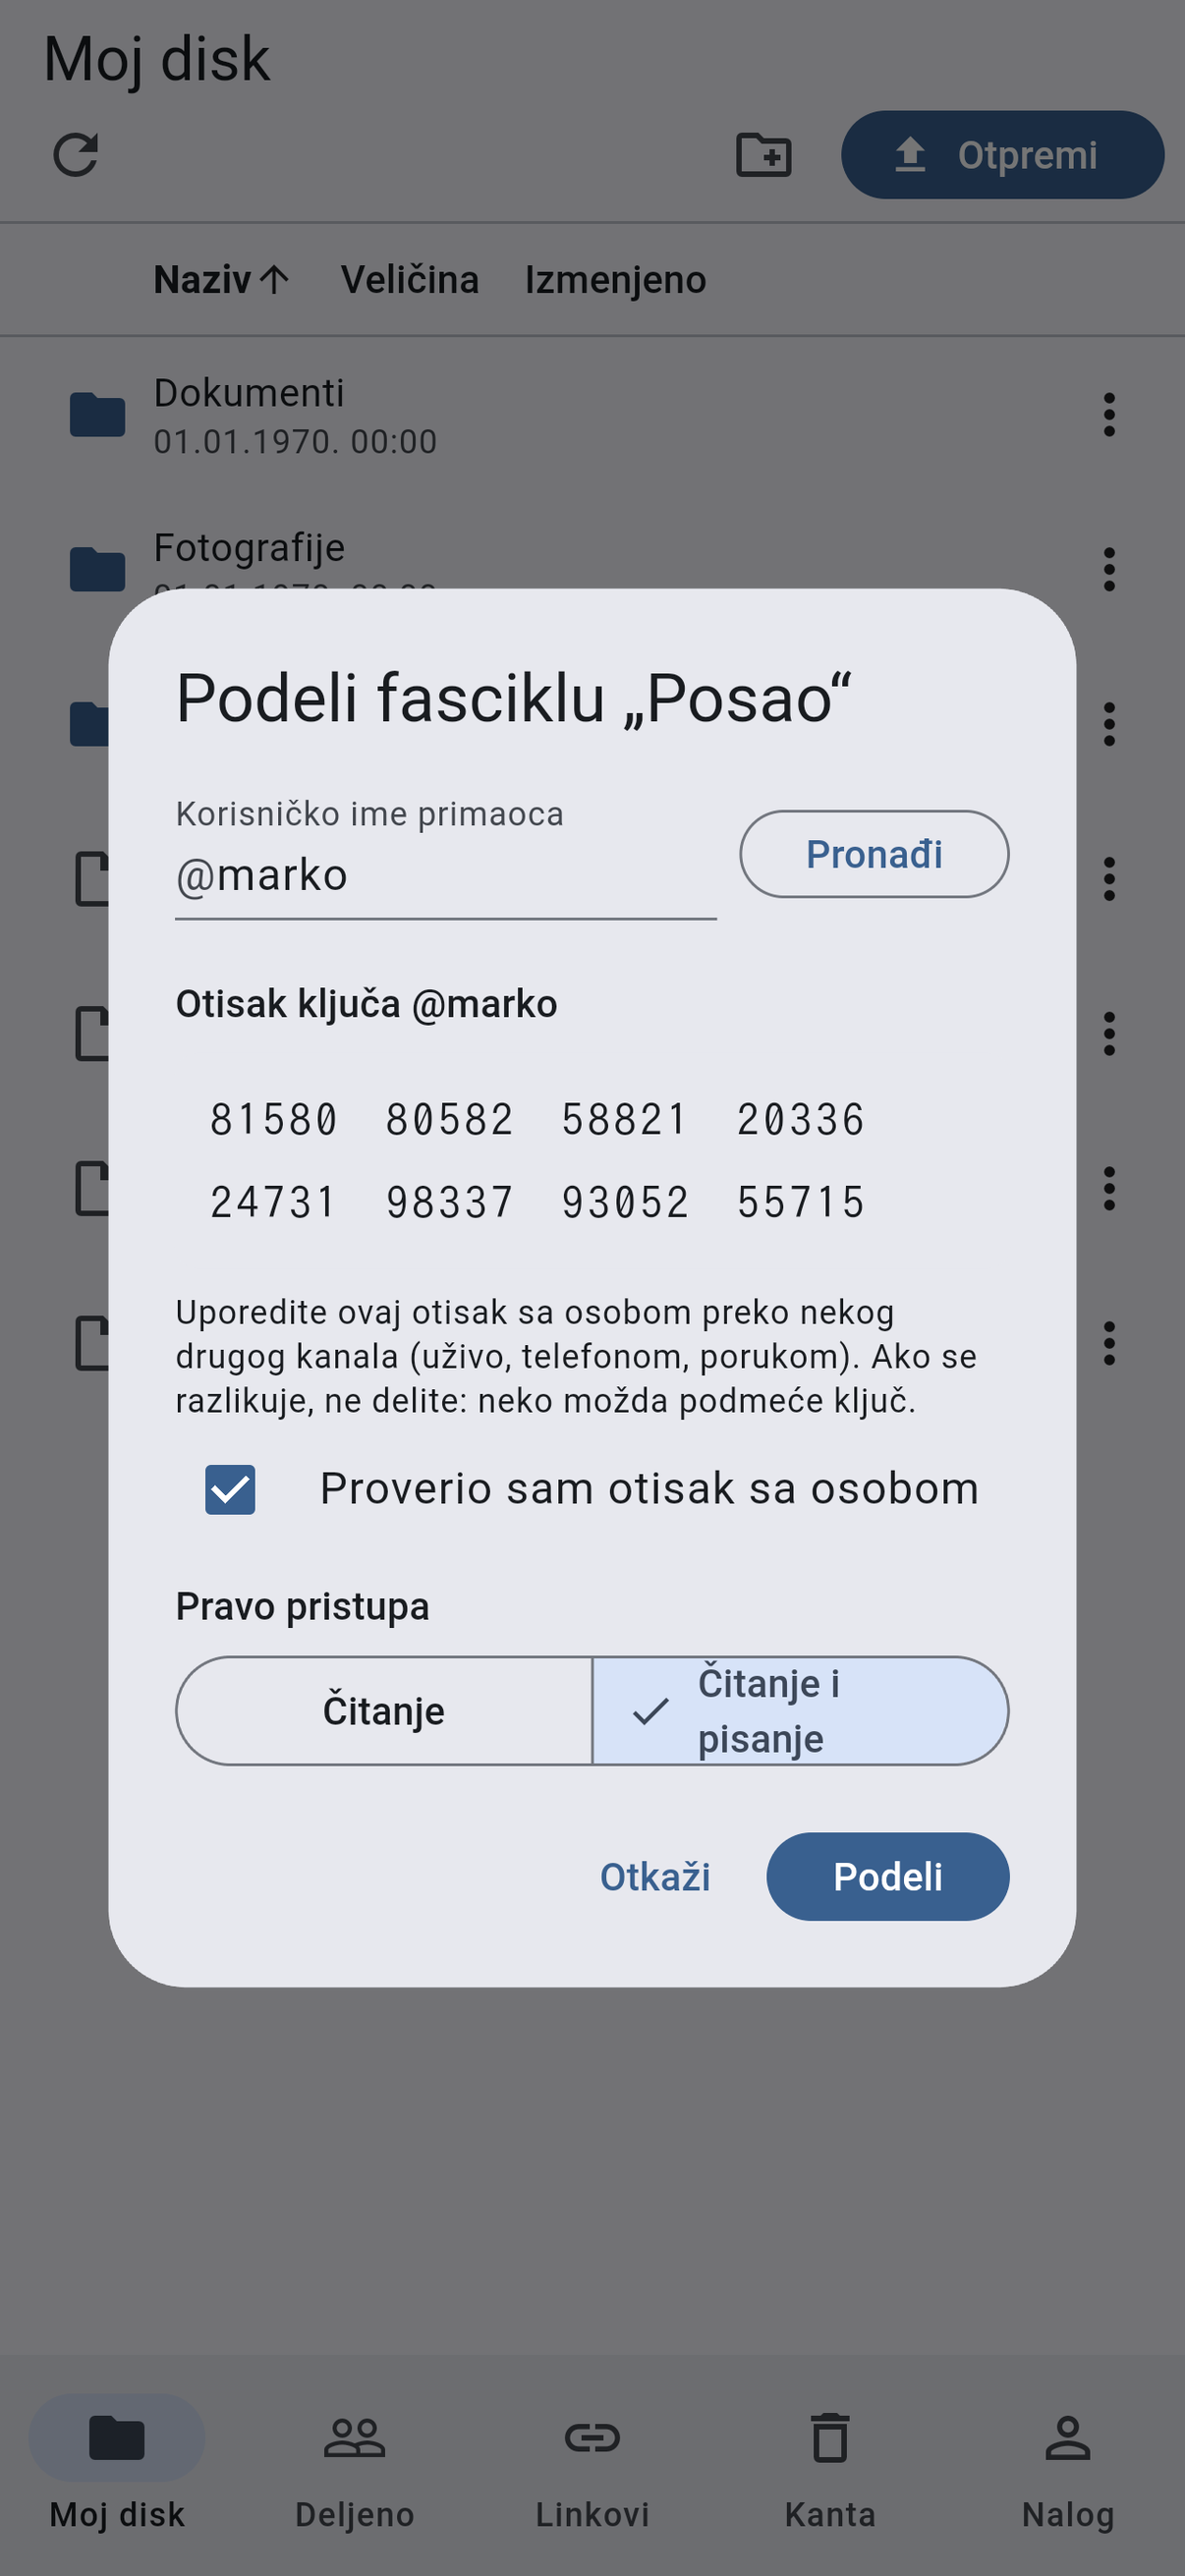 Moj disk
Otpremi
Naziv Veličina Izmenjeno
Dokumenti
01.01.1970. 00:00
Fotografije
Podeli fasciklu „Posao“
Korisničko ime primaoca
@marko
Pronađi
Otisak ključa @marko
81580 80582 58821 20336
24731 98337 93052 55715
Uporedite ovaj otisak sa osobom preko nekog
drugog kanala (uživo, telefonom, porukom). Ako se
razlikuje, ne delite: neko možda podmeće ključ.
Proverio sam otisak sa osobom
Pravo pristupa
Čitanje
Čitanje i
pisanje
Otkaži
Podeli
Moj disk Deljeno Linkovi Kanta Nalog